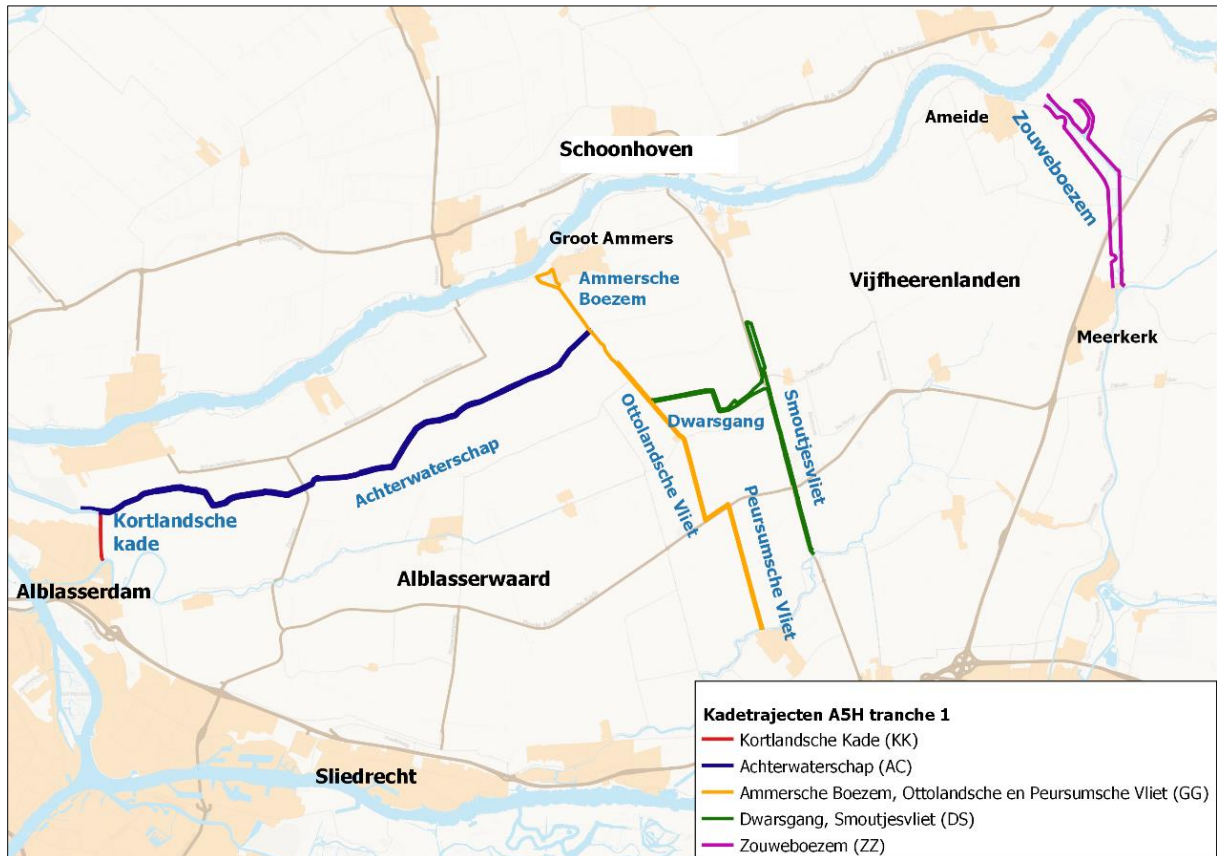 Ameide
Zouweboezem
Schoonhoven
Groot Ammers
Ammersche
Boezem
Vijfheerenlanden
Meerkerk
Ottolandsche Vliet
Dwarsgang
Smoutjesvliet
Achterwaterschap
Peursumsche Vliet
Kortlandsche
kade
Alblasserdam
Alblasserwaard
Sliedrecht
Kadetrajecten A5H tranche 1
Kortlandsche Kade (KK)
Achterwaterschap (AC)
Ammersche Boezem, Ottolandsche en Peursumsche Vliet (GG)
Dwarsgang, Smoutjesvliet (DS)
Zouweboezem (ZZ)